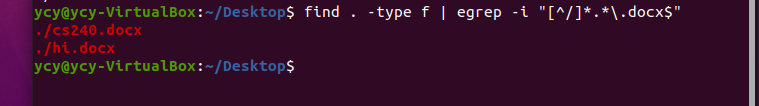 ycy@ycy-VirtualBox:~/Desktop$ find . -type f | egrep -i "[^/]*.*\.docx$"
./cs240.docx
./hi.docx
ycy@ycy-VirtualBox:~/Desktop$